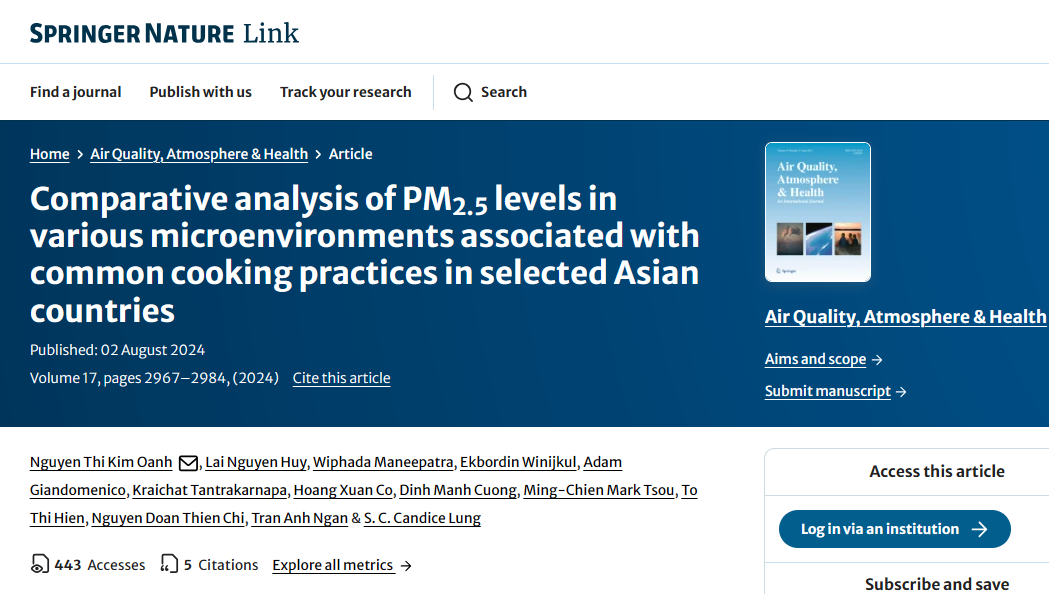 SPRINGER NATURE Link
Find a journal Publish with us Track your research Search
Home > Air Quality, Atmosphere & Health > Article
Comparative analysis of PM2.5 levels in
various microenvironments associated with
common cooking practices in selected Asian
countries
Published: 02 August 2024
Volume 17, pages 2967–2984, (2024) Cite this article
Air Quality,
Atmosphere
& Health
An International Journal
Springer
Air Quality, Atmosphere & Health
Aims and scope →
Submit manuscript →
Nguyen Thi Kim Oanh, Lai Nguyen Huy, Wiphada Maneepatra, Ekbordin Winijkul, Adam
Giandomenico, Kraichat Tantrakarnapa, Hoang Xuan Co, Dinh Manh Cuong, Ming-Chien Mark Tsou, To
Thi Hien, Nguyen Doan Thien Chi, Tran Anh Ngan & S. C. Candice Lung
443 Accesses 5 Citations Explore all metrics →
Access this article
Log in via an institution →
Subscribe and save